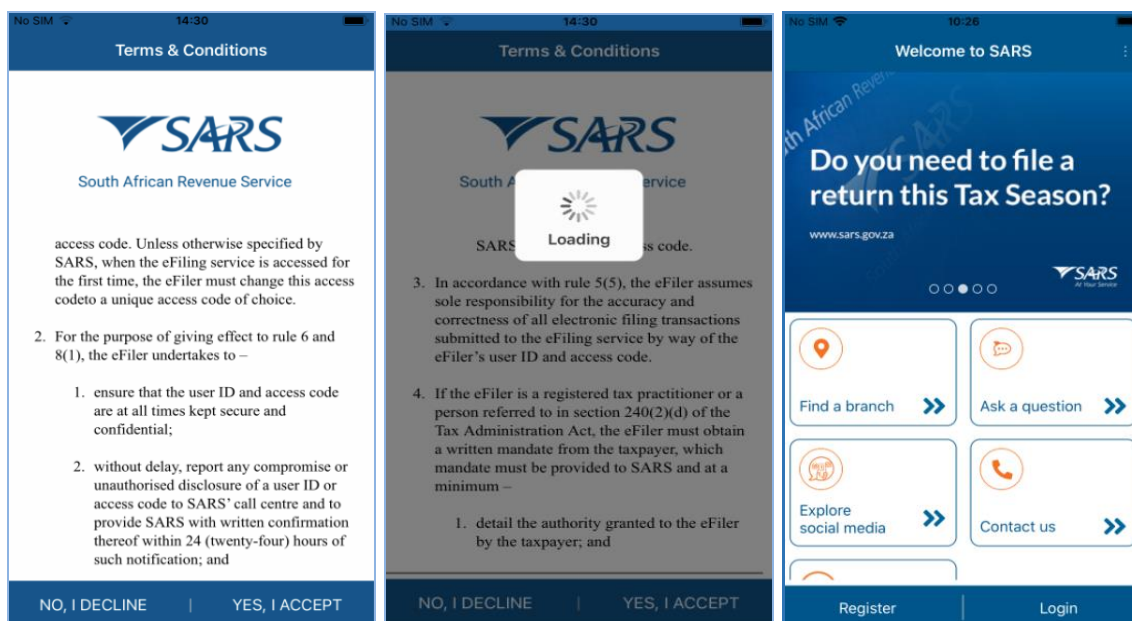 No SIM 14:30
Terms & Conditions
SARS
South African Revenue Service
access code. Unless otherwise specified by
SARS, when the eFiling service is accessed for
the first time, the eFiler must change this access
codeto a unique access code of choice.
2. For the purpose of giving effect to rule 6 and
8(1), the eFiler undertakes to –
1. ensure that the user ID and access code
are at all times kept secure and
confidential;
2. without delay, report any compromise or
unauthorised disclosure of a user ID or
access code to SARS' call centre and to
provide SARS with written confirmation
thereof within 24 (twenty-four) hours of
such notification; and
NO, I DECLINE | YES, I ACCEPT
No SIM 14:30
Terms & Conditions
SARS
South A ervice
Loading
SARS ss code.
3. In accordance with rule 5(5), the eFiler assumes
sole responsibility for the accuracy and
correctness of all electronic filing transactions
submitted to the eFiling service by way of the
eFiler's user ID and access code.
4. If the eFiler is a registered tax practitioner or a
person referred to in section 240(2)(d) of the
Tax Administration Act, the eFiler must obtain
a written mandate from the taxpayer, which
mandate must be provided to SARS and at a
minimum –
1. detail the authority granted to the eFiler
by the taxpayer; and
NO, I DECLINE | YES, I ACCEPT
No SIM 10:26
Welcome to SARS
th African Reven
Do you need to file a
return this Tax Season?
www.sars.gov.za
SARS
At Your Service
Find a branch
Ask a question
Explore
social media
Contact us
Register | Login